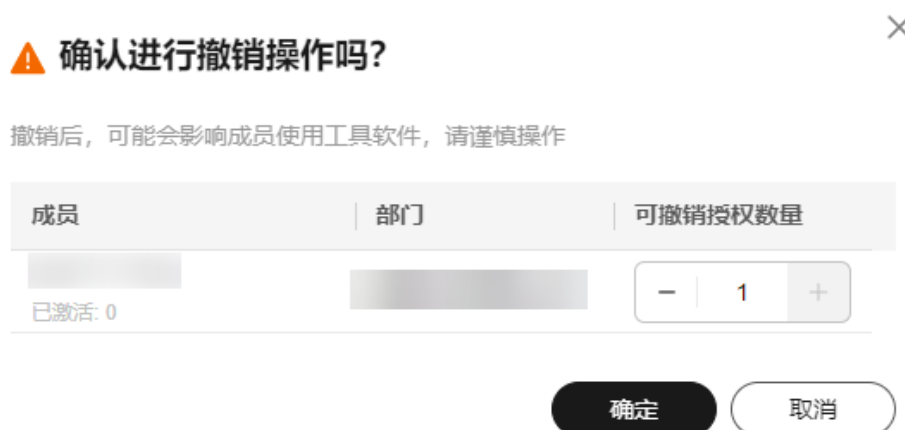 确认进行撤销操作吗？
撤销后，可能会影响成员使用工具软件，请谨慎操作
成员 部门 可撤销授权数量
已激活: 0
1
确定 取消